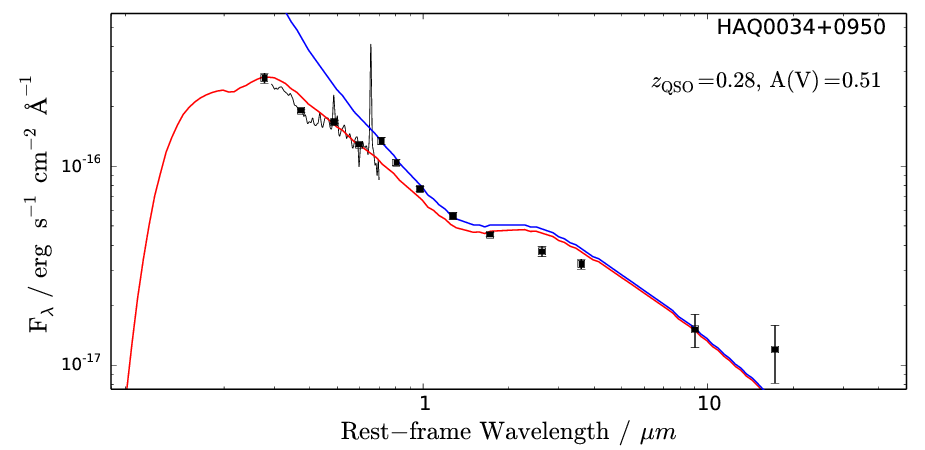 HAQ0034+0950
z_QSO=0.28, A(V)=0.51
F_λ / erg s^−1 cm^−2 Å^−1
10^-16
10^-17
1 10
Rest−frame Wavelength / μm